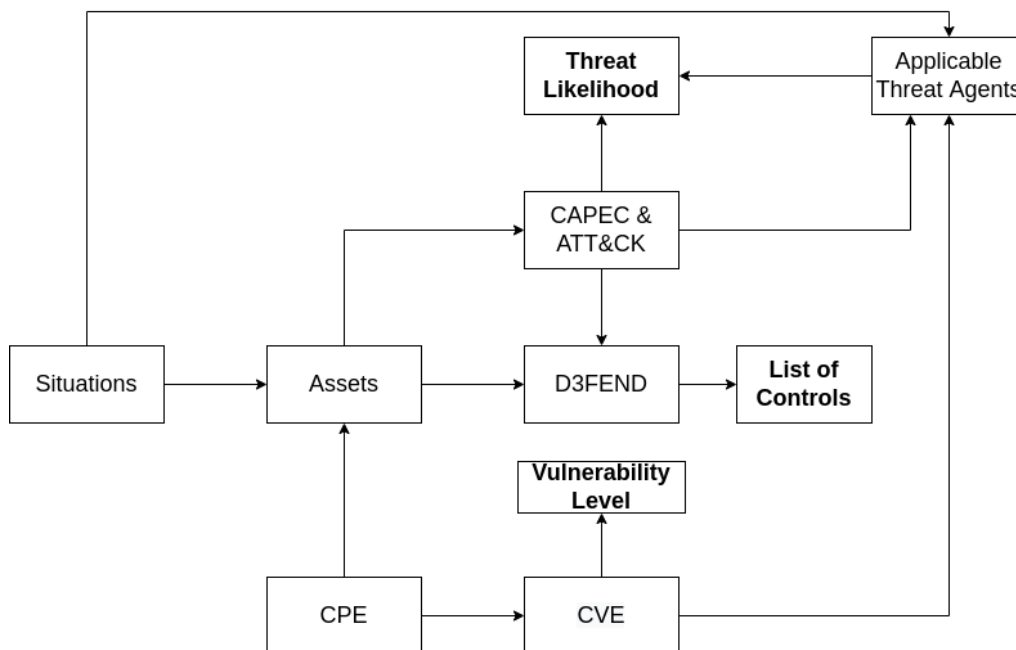 Threat
Likelihood
Applicable
Threat Agents
CAPEC &
ATT&CK
Situations
Assets
D3FEND
List of
Controls
Vulnerability
Level
CPE
CVE